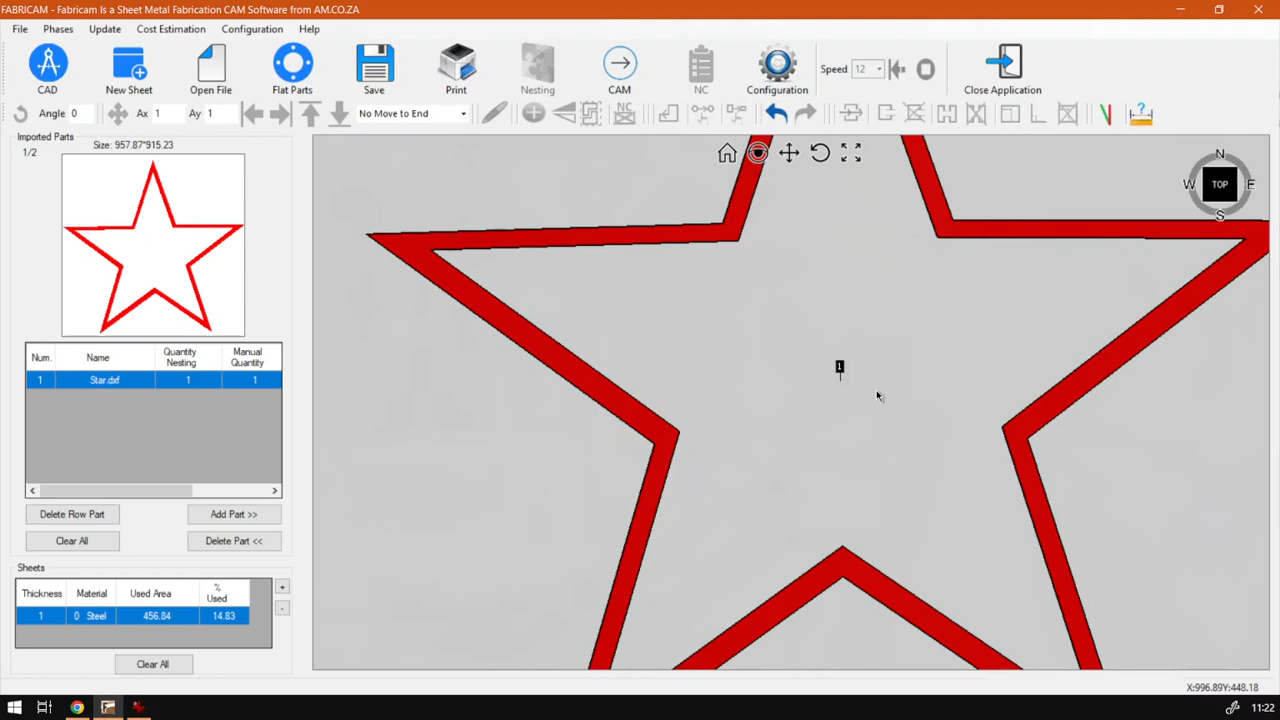 FABRICAM - Fabricam Is a Sheet Metal Fabrication CAM Software from AM.CO.ZA
File Phases Update Cost Estimation Configuration Help
CAD New Sheet Open File Flat Parts Save Print Nesting CAM NC Configuration Speed 12 Close Application
Angle 0 Ax 1 Ay 1 No Move to End NC
Imported Parts
1/2 Size: 957.87*915.23
N
W TOP E
S
Num. Name Quantity Nesting Manual Quantity
1 Star.dxf 1 1
1
Delete Row Part Add Part >>
Clear All Delete Part <<
Sheets
Thickness Material Used Area % Used
1 0 Steel 456.84 14.83
+
-
Clear All
X:996.89Y:448.18
11:22